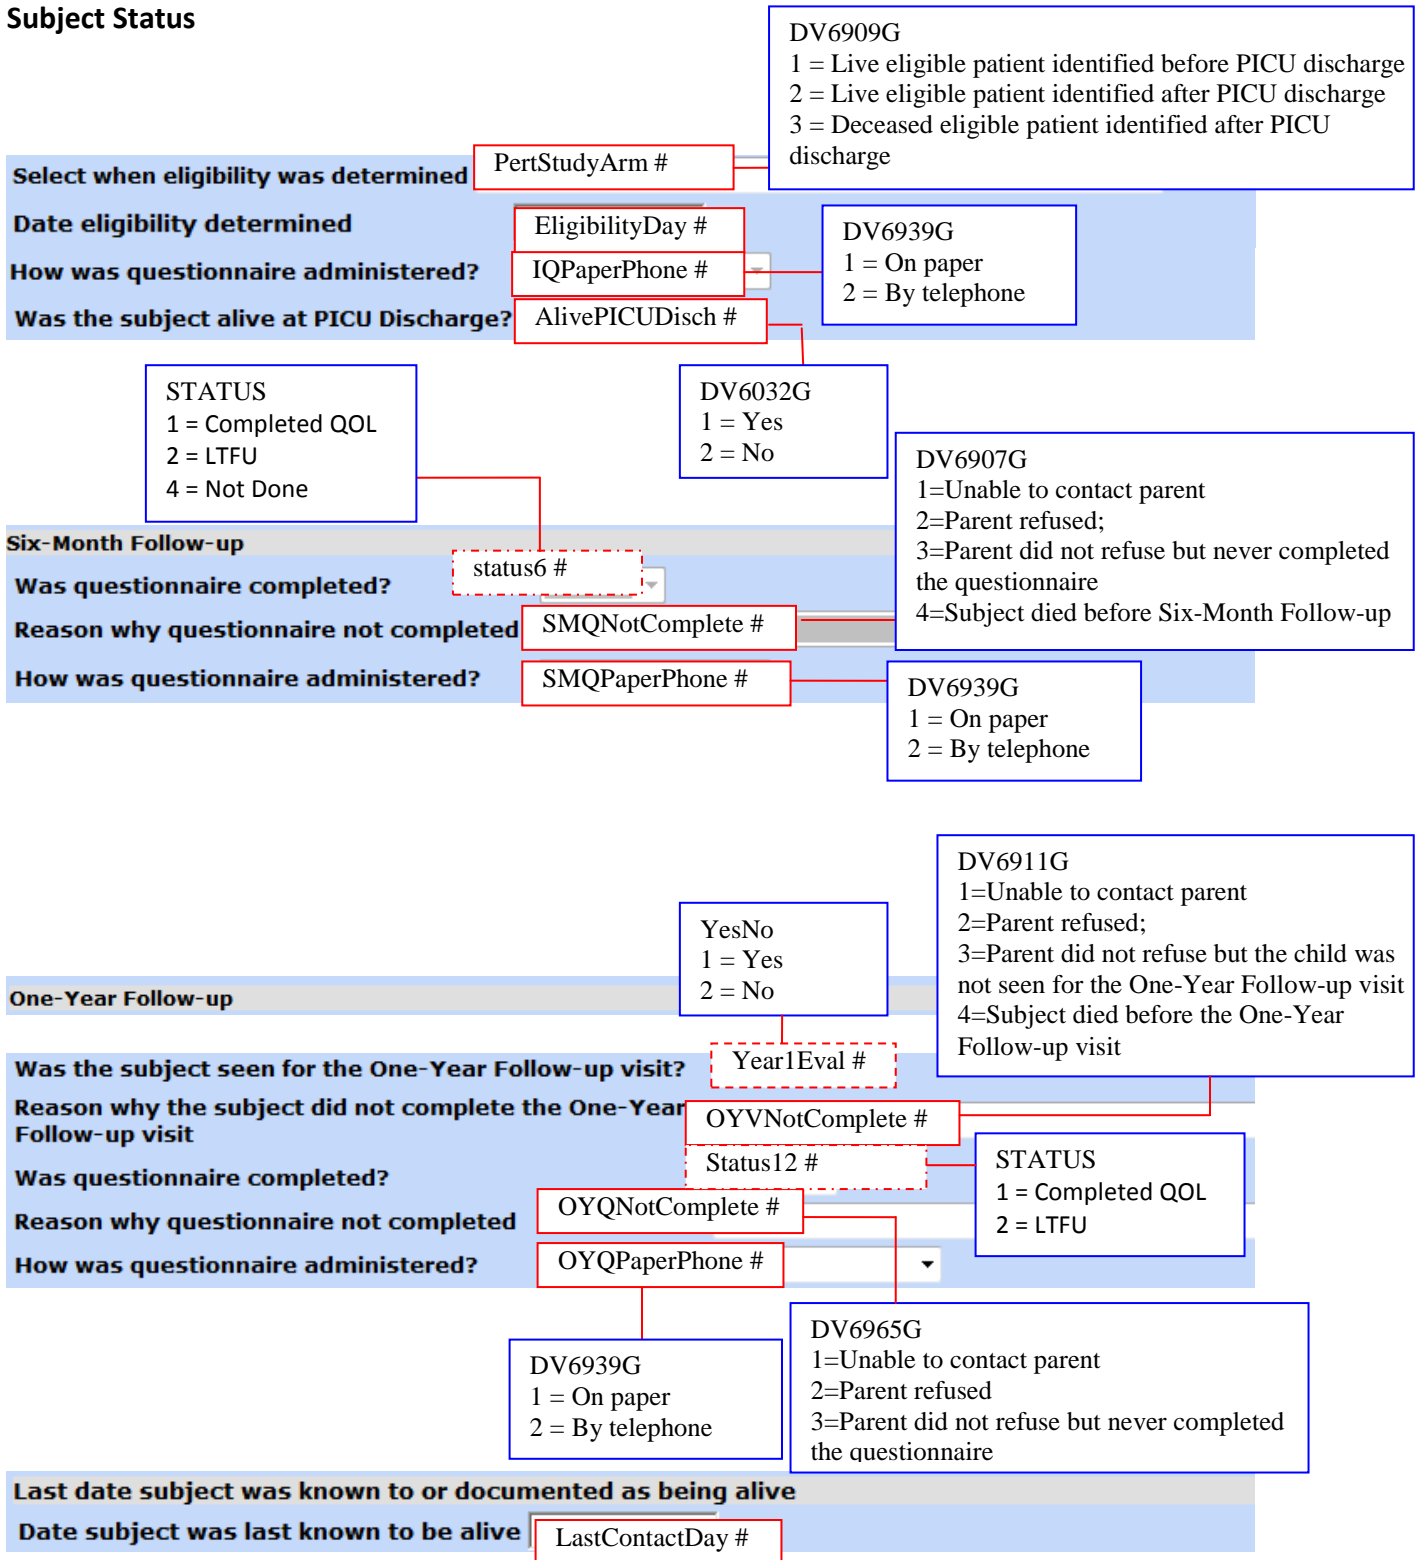 Subject Status
DV6909G
1 = Live eligible patient identified before PICU discharge
2 = Live eligible patient identified after PICU discharge
3 = Deceased eligible patient identified after PICU
discharge
Select when eligibility was determined
PertStudyArm #
Date eligibility determined
EligibilityDay #
How was questionnaire administered?
IQPaperPhone #
DV6939G
1 = On paper
2 = By telephone
Was the subject alive at PICU Discharge?
AlivePICUDisch #
STATUS
1 = Completed QOL
2 = LTFU
4 = Not Done
DV6032G
1 = Yes
2 = No
DV6907G
1=Unable to contact parent
2=Parent refused;
3=Parent did not refuse but never completed
the questionnaire
4=Subject died before Six-Month Follow-up
Six-Month Follow-up
Was questionnaire completed?
status6 #
Reason why questionnaire not completed
SMQNotComplete #
How was questionnaire administered?
SMQPaperPhone #
DV6939G
1 = On paper
2 = By telephone
DV6911G
1=Unable to contact parent
2=Parent refused;
3=Parent did not refuse but the child was
not seen for the One-Year Follow-up visit
4=Subject died before the One-Year
Follow-up visit
YesNo
1 = Yes
2 = No
One-Year Follow-up
Was the subject seen for the One-Year Follow-up visit?
Year1Eval #
Reason why the subject did not complete the One-Year
Follow-up visit
OYVNotComplete #
Was questionnaire completed?
Status12 #
STATUS
1 = Completed QOL
2 = LTFU
Reason why questionnaire not completed
OYQNotComplete #
How was questionnaire administered?
OYQPaperPhone #
DV6939G
1 = On paper
2 = By telephone
DV6965G
1=Unable to contact parent
2=Parent refused
3=Parent did not refuse but never completed
the questionnaire
Last date subject was known to or documented as being alive
Date subject was last known to be alive
LastContactDay #